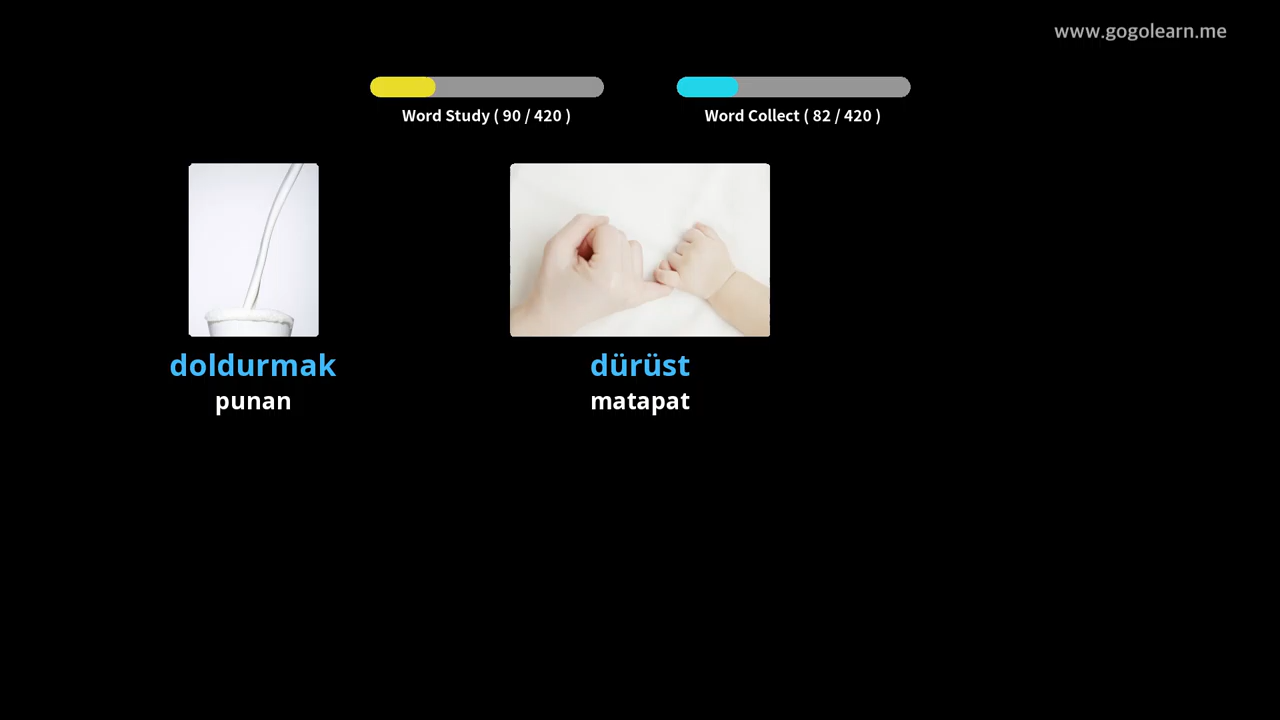 www.gogolearn.me
Word Study ( 90 / 420 )
Word Collect ( 82 / 420 )
doldurmak
punan
dürüst
matapat